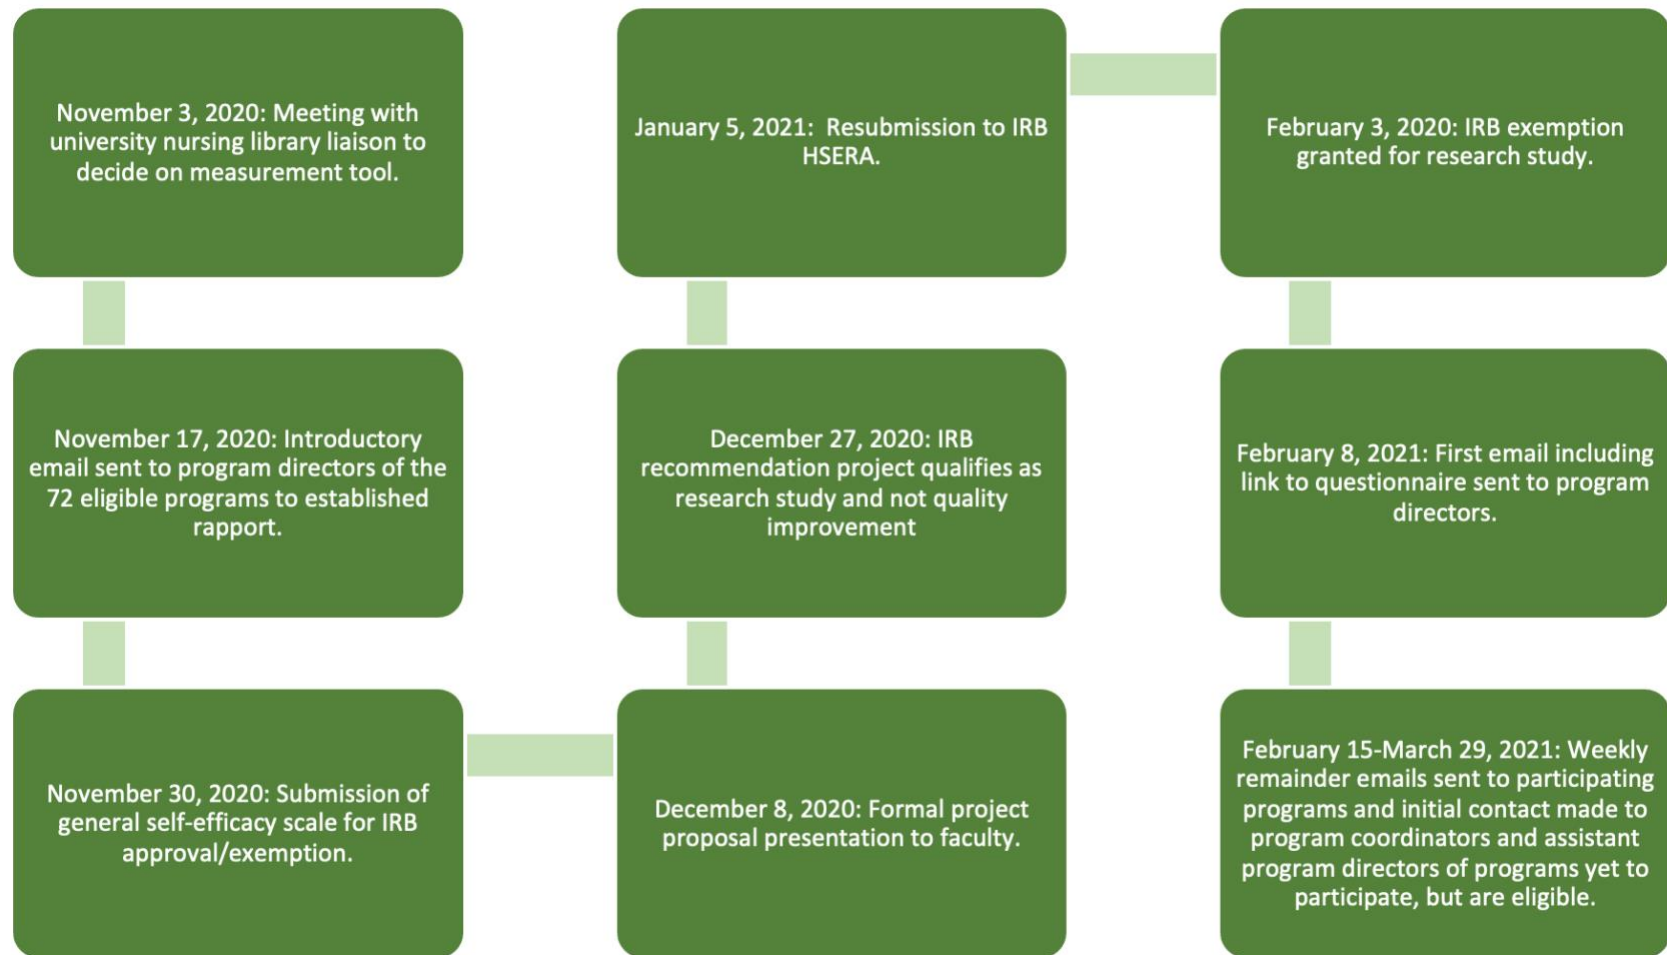 November 3, 2020: Meeting with
university nursing library liaison to
decide on measurement tool.
November 17, 2020: Introductory
email sent to program directors of the
72 eligible programs to established
rapport.
November 30, 2020: Submission of
general self-efficacy scale for IRB
approval/exemption.
December 8, 2020: Formal project
proposal presentation to faculty.
December 27, 2020: IRB
recommendation project qualifies as
research study and not quality
improvement
January 5, 2021:  Resubmission to IRB
HSERA.
February 3, 2020: IRB exemption
granted for research study.
February 8, 2021: First email including
link to questionnaire sent to program
directors.
February 15-March 29, 2021: Weekly
remainder emails sent to participating
programs and initial contact made to
program coordinators and assistant
program directors of programs yet to
participate, but are eligible.